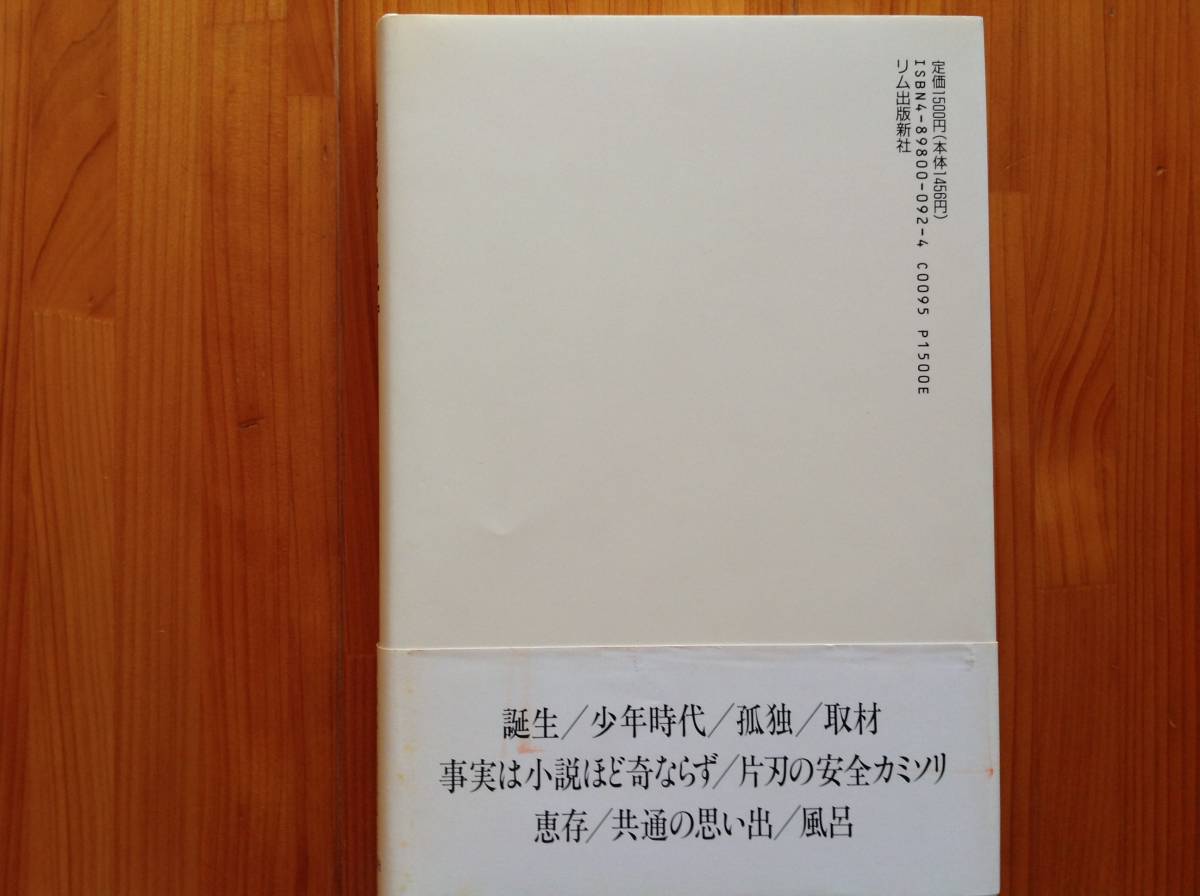 定価1500円(本体1456円)
ISBN4-89800-092-4 C0095 P1500E
リム出版新社
誕生/少年時代/孤独/取材
事実は小説ほど奇ならず/片刃の安全カミソリ
恵存/共通の思い出/風呂